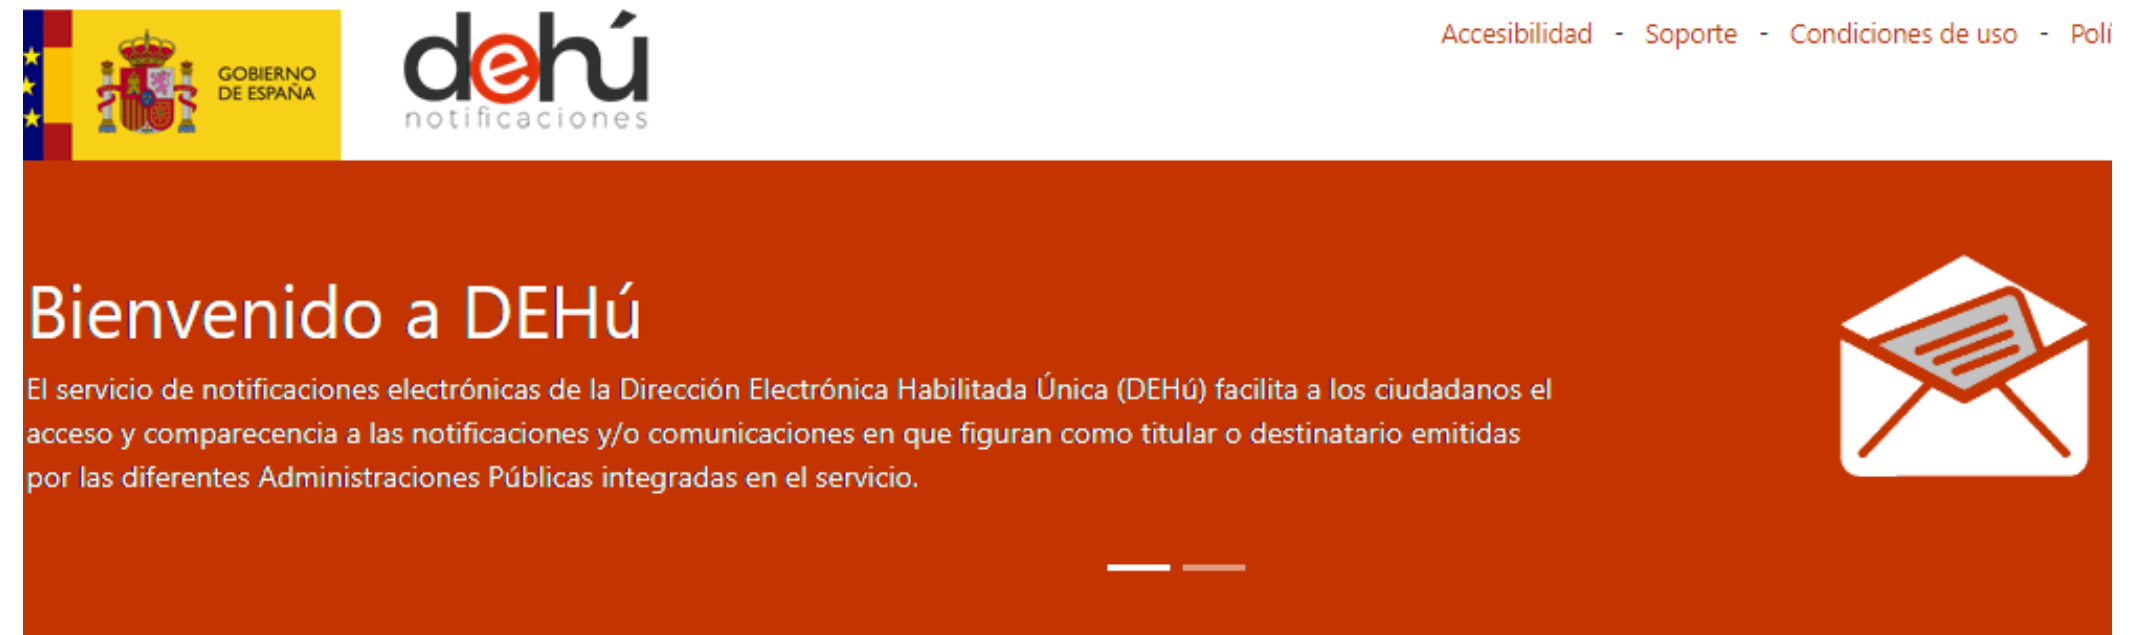 GOBIERNO
DE ESPAÑA
dehú
notificaciones
Accesibilidad - Soporte - Condiciones de uso - Polí
Bienvenido a DEHú
El servicio de notificaciones electrónicas de la Dirección Electrónica Habilitada Única (DEHú) facilita a los ciudadanos el
acceso y comparecencia a las notificaciones y/o comunicaciones en que figuran como titular o destinatario emitidas
por las diferentes Administraciones Públicas integradas en el servicio.